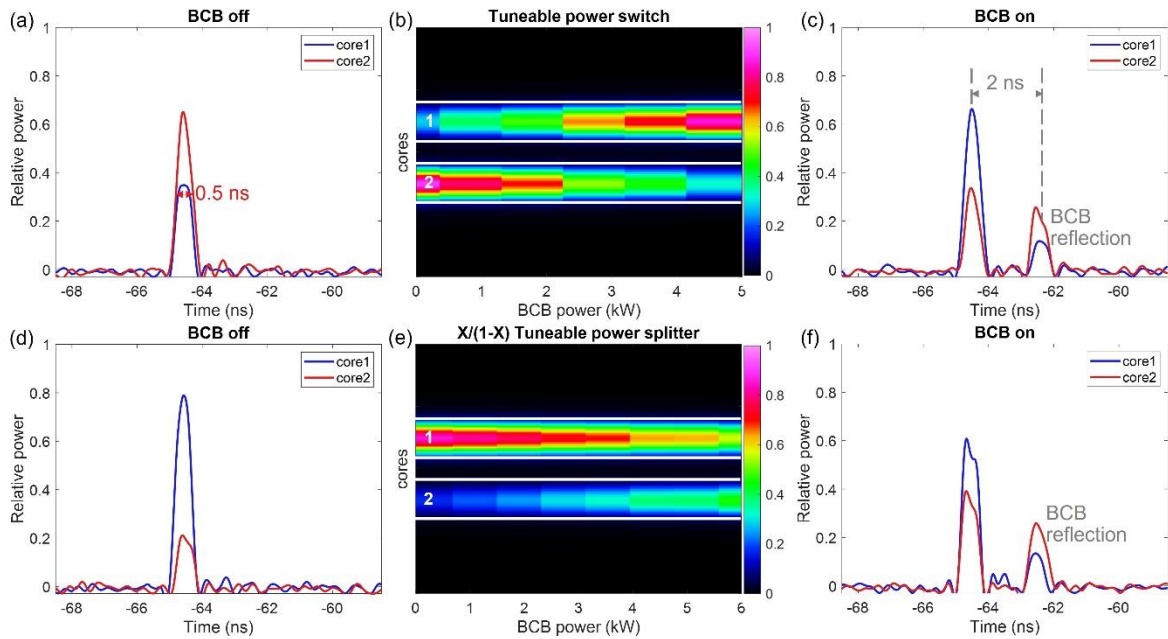 (a) BCB off
core1
core2
1
0.8
0.6
0.4
0.2
0
Relative power
0.5 ns
-68 -66 -64 -62 -60
Time (ns)
(b) Tuneable power switch
cores
1
2
0 1 2 3 4 5
BCB power (kW)
1
0.8
0.6
0.4
0.2
0
(c) BCB on
core1
core2
1
0.8
0.6
0.4
0.2
0
Relative power
2 ns
BCB
reflection
-68 -66 -64 -62 -60
Time (ns)
(d) BCB off
core1
core2
1
0.8
0.6
0.4
0.2
0
Relative power
-68 -66 -64 -62 -60
Time (ns)
(e) X/(1-X) Tuneable power splitter
cores
1
2
0 1 2 3 4 5 6
BCB power (kW)
1
0.8
0.6
0.4
0.2
0
(f) BCB on
core1
core2
1
0.8
0.6
0.4
0.2
0
Relative power
BCB
reflection
-68 -66 -64 -62 -60
Time (ns)